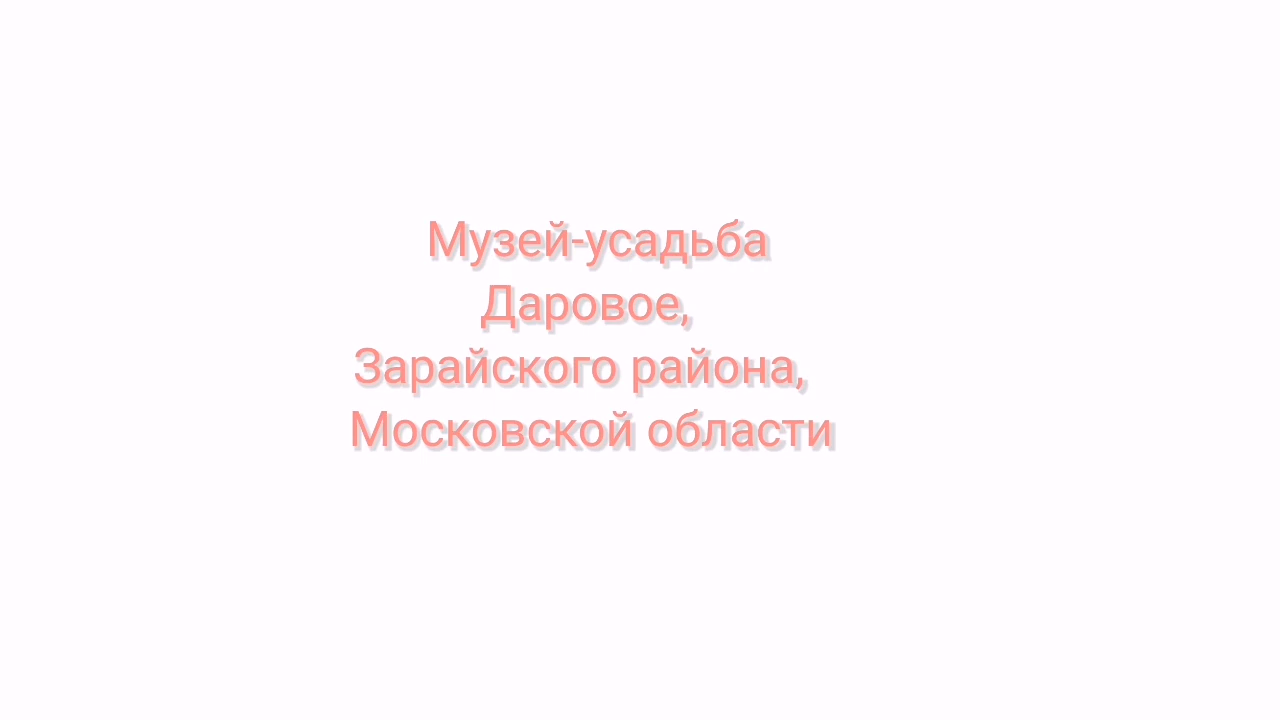 Музей-усадьба
Даровое,
Зарайского района,
Московской области